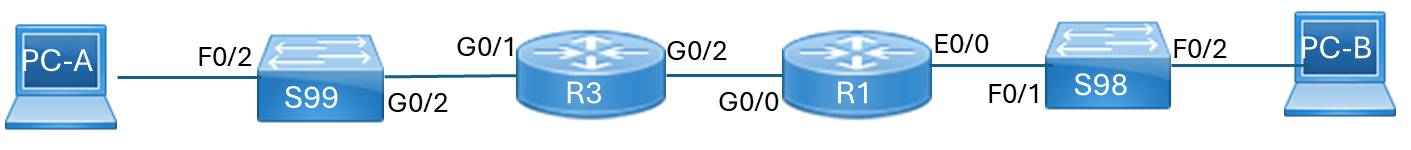 PC-A
F0/2
S99
G0/2
G0/1
R3
G0/2
G0/0
R1
E0/0
F0/1
S98
F0/2
PC-B